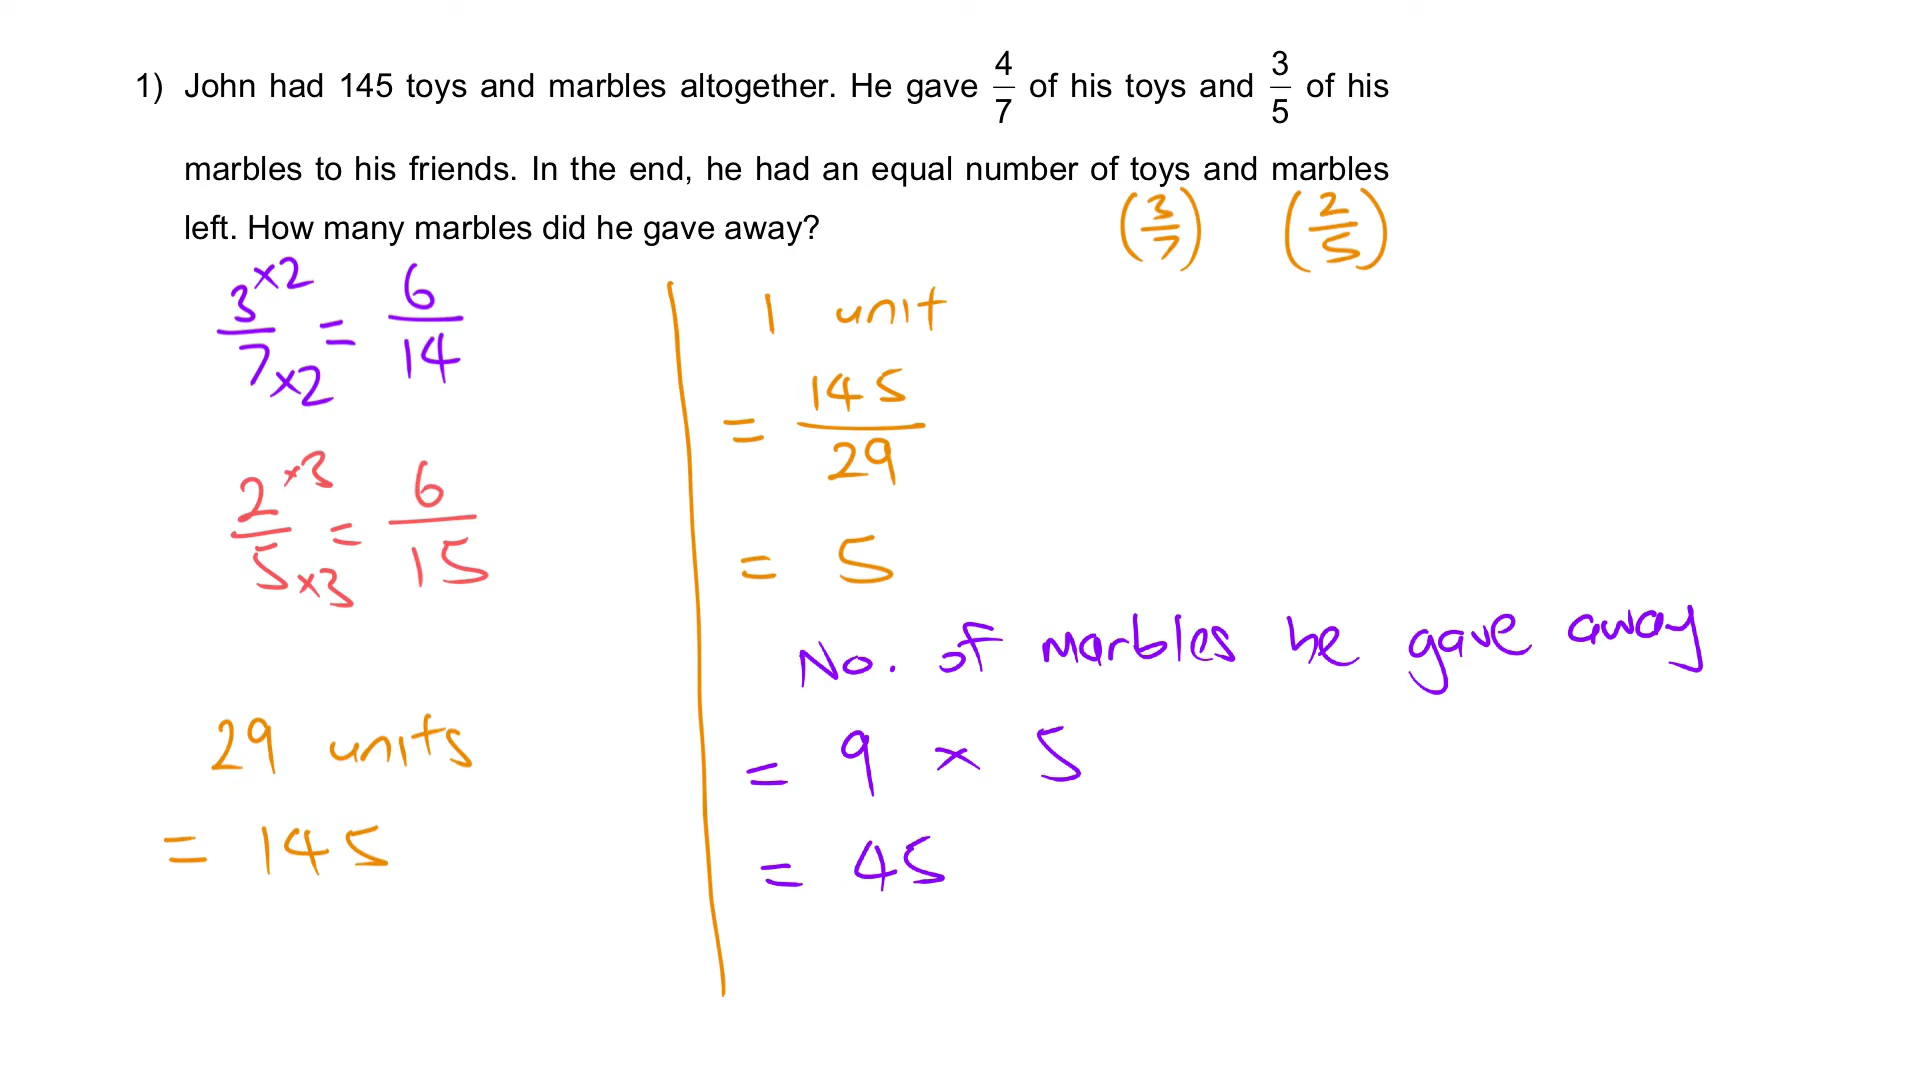 1) John had 145 toys and marbles altogether. He gave 4/7 of his toys and 3/5 of his
marbles to his friends. In the end, he had an equal number of toys and marbles
left. How many marbles did he gave away?
(3/7) (2/5)
3×2/7×2 = 6/14
2×3/5×3 = 6/15
29 units
= 145
1 unit
= 145/29
= 5
No. of marbles he gave away
= 9 × 5
= 45